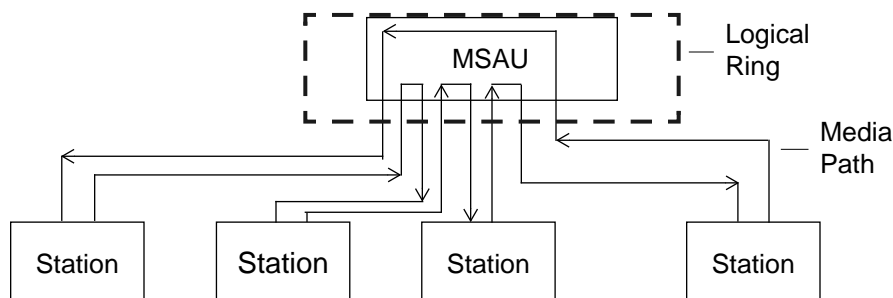 MSAU
Logical
Ring
Media
Path
Station
Station
Station
Station